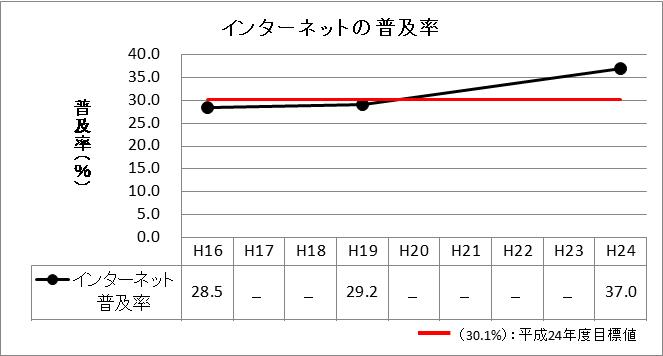 インターネットの普及率
普及率(%)
40.0
35.0
30.0
25.0
20.0
15.0
10.0
5.0
0.0
H16 H17 H18 H19 H20 H21 H22 H23 H24
インターネット
普及率
28.5 _ _ 29.2 _ _ _ _ 37.0
(30.1%):平成24年度目標値